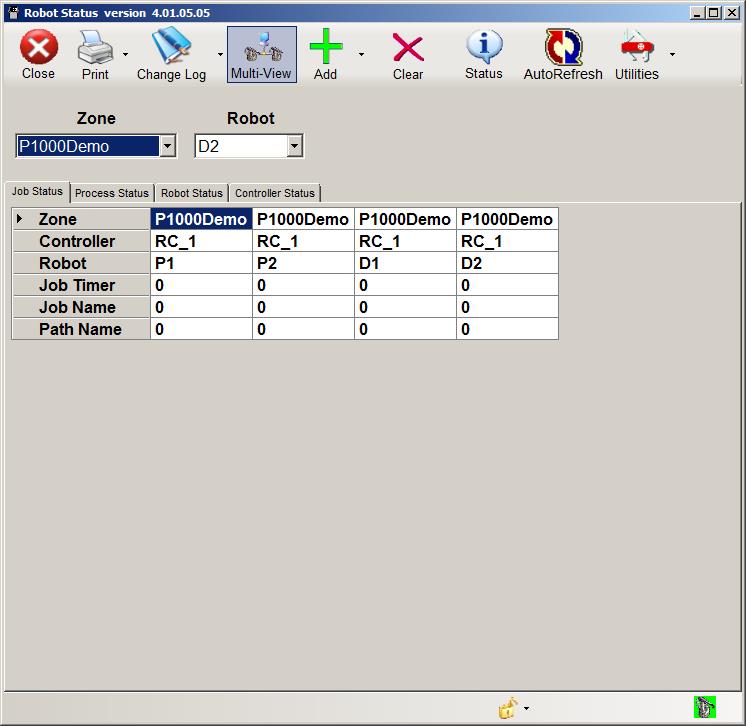 Robot Status version 4.01.05.05
Close Print Change Log Multi-View Add Clear Status AutoRefresh Utilities
Zone Robot
P1000Demo D2
Job Status Process Status Robot Status Controller Status
Zone P1000Demo P1000Demo P1000Demo P1000Demo
Controller RC_1 RC_1 RC_1 RC_1
Robot P1 P2 D1 D2
Job Timer 0 0 0 0
Job Name 0 0 0 0
Path Name 0 0 0 0